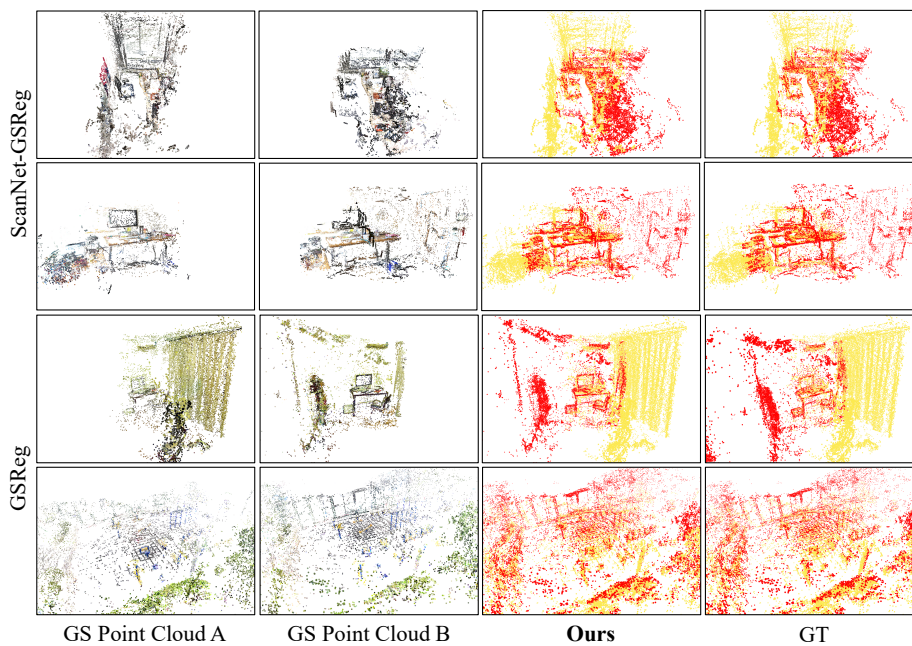 ScanNet-GSReg
GSReg
GS Point Cloud A
GS Point Cloud B
Ours
GT